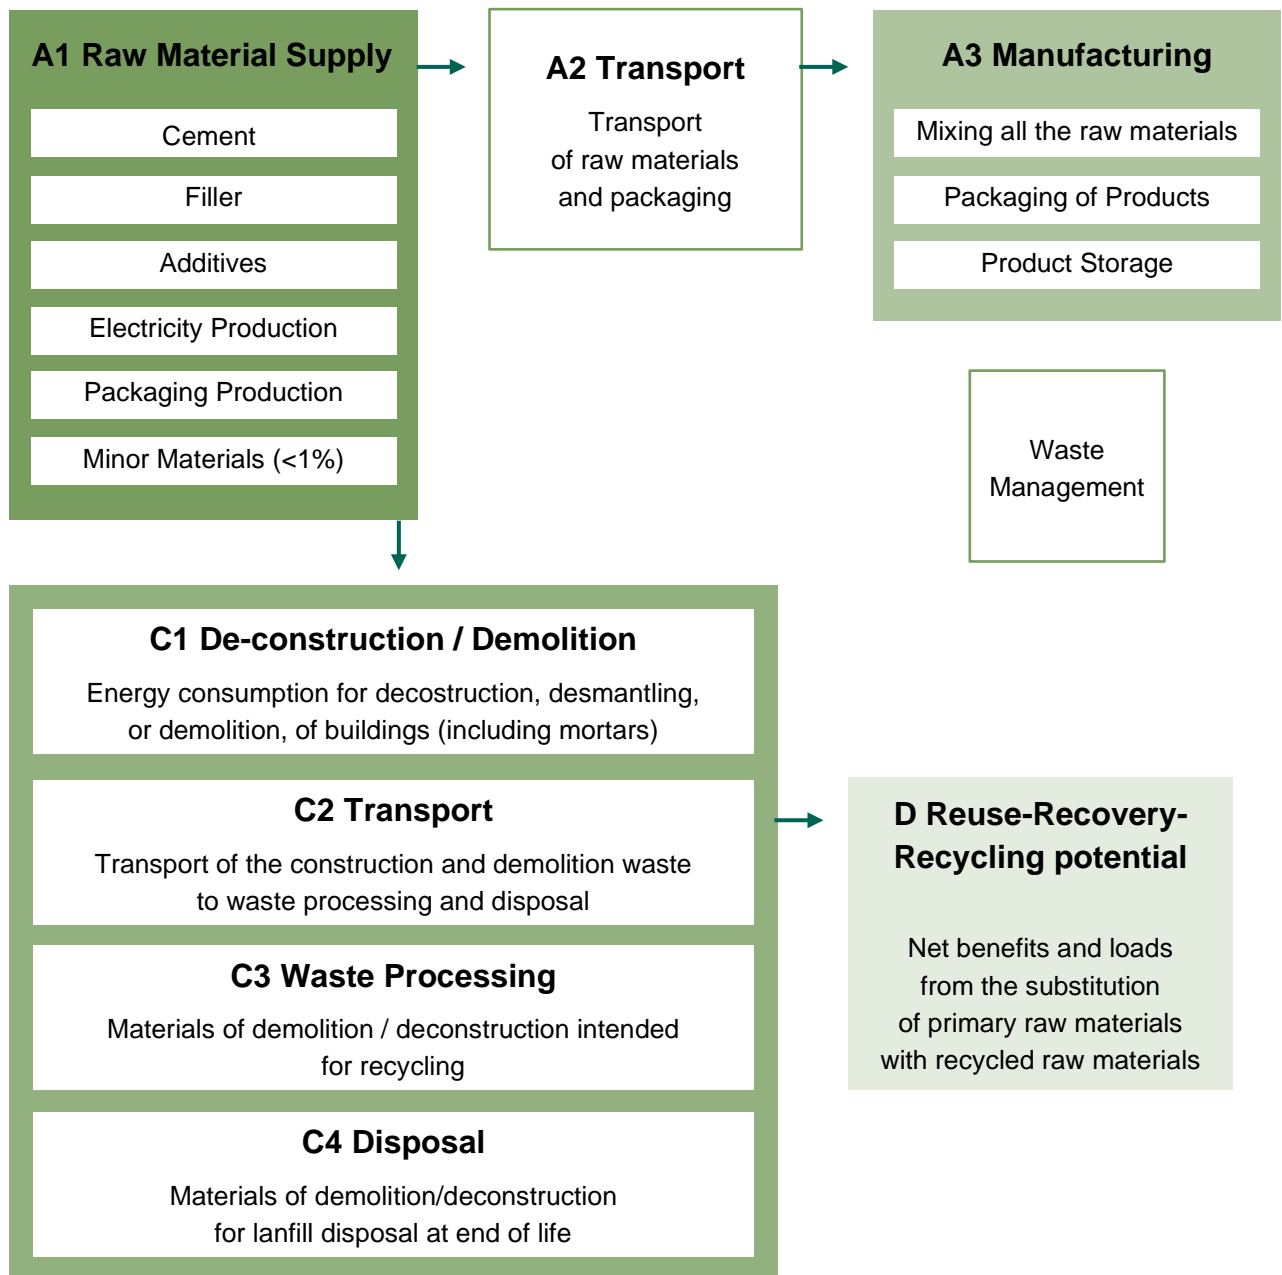 A1 Raw Material Supply
Cement
Filler
Additives
Electricity Production
Packaging Production
Minor Materials (<1%)
A2 Transport
Transport
of raw materials
and packaging
A3 Manufacturing
Mixing all the raw materials
Packaging of Products
Product Storage
Waste
Management
C1 De-construction / Demolition
Energy consumption for decostruction, desmantling,
or demolition, of buildings (including mortars)
C2 Transport
Transport of the construction and demolition waste
to waste processing and disposal
C3 Waste Processing
Materials of demolition / deconstruction intended
for recycling
C4 Disposal
Materials of demolition/deconstruction
for lanfill disposal at end of life
D Reuse-Recovery-
Recycling potential
Net benefits and loads
from the substitution
of primary raw materials
with recycled raw materials